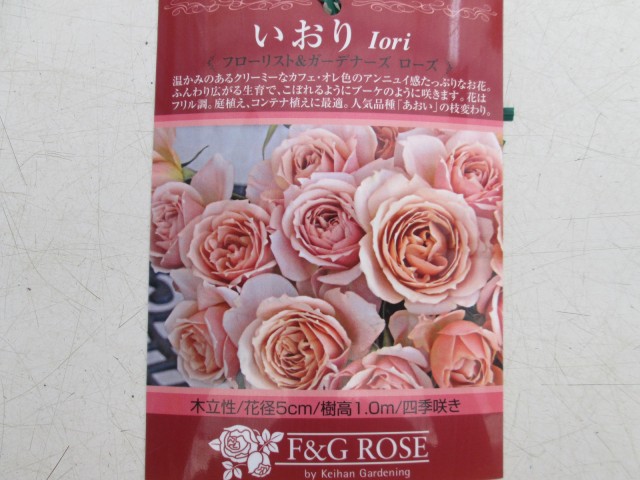 いおり Iori
《 フローリスト&ガーデナーズ ローズ 》
温かみのあるクリーミーなカフェ・オレ色のアンニュイ感たっぷりなお花。
ふんわり広がる生育で、こぼれるようにブーケのように咲きます。花は
フリル調。庭植え、コンテナ植えに最適。人気品種「あおい」の枝変わり。
木立性/花径5cm/樹高1.0m/四季咲き
F&G ROSE
by Keihan Gardening